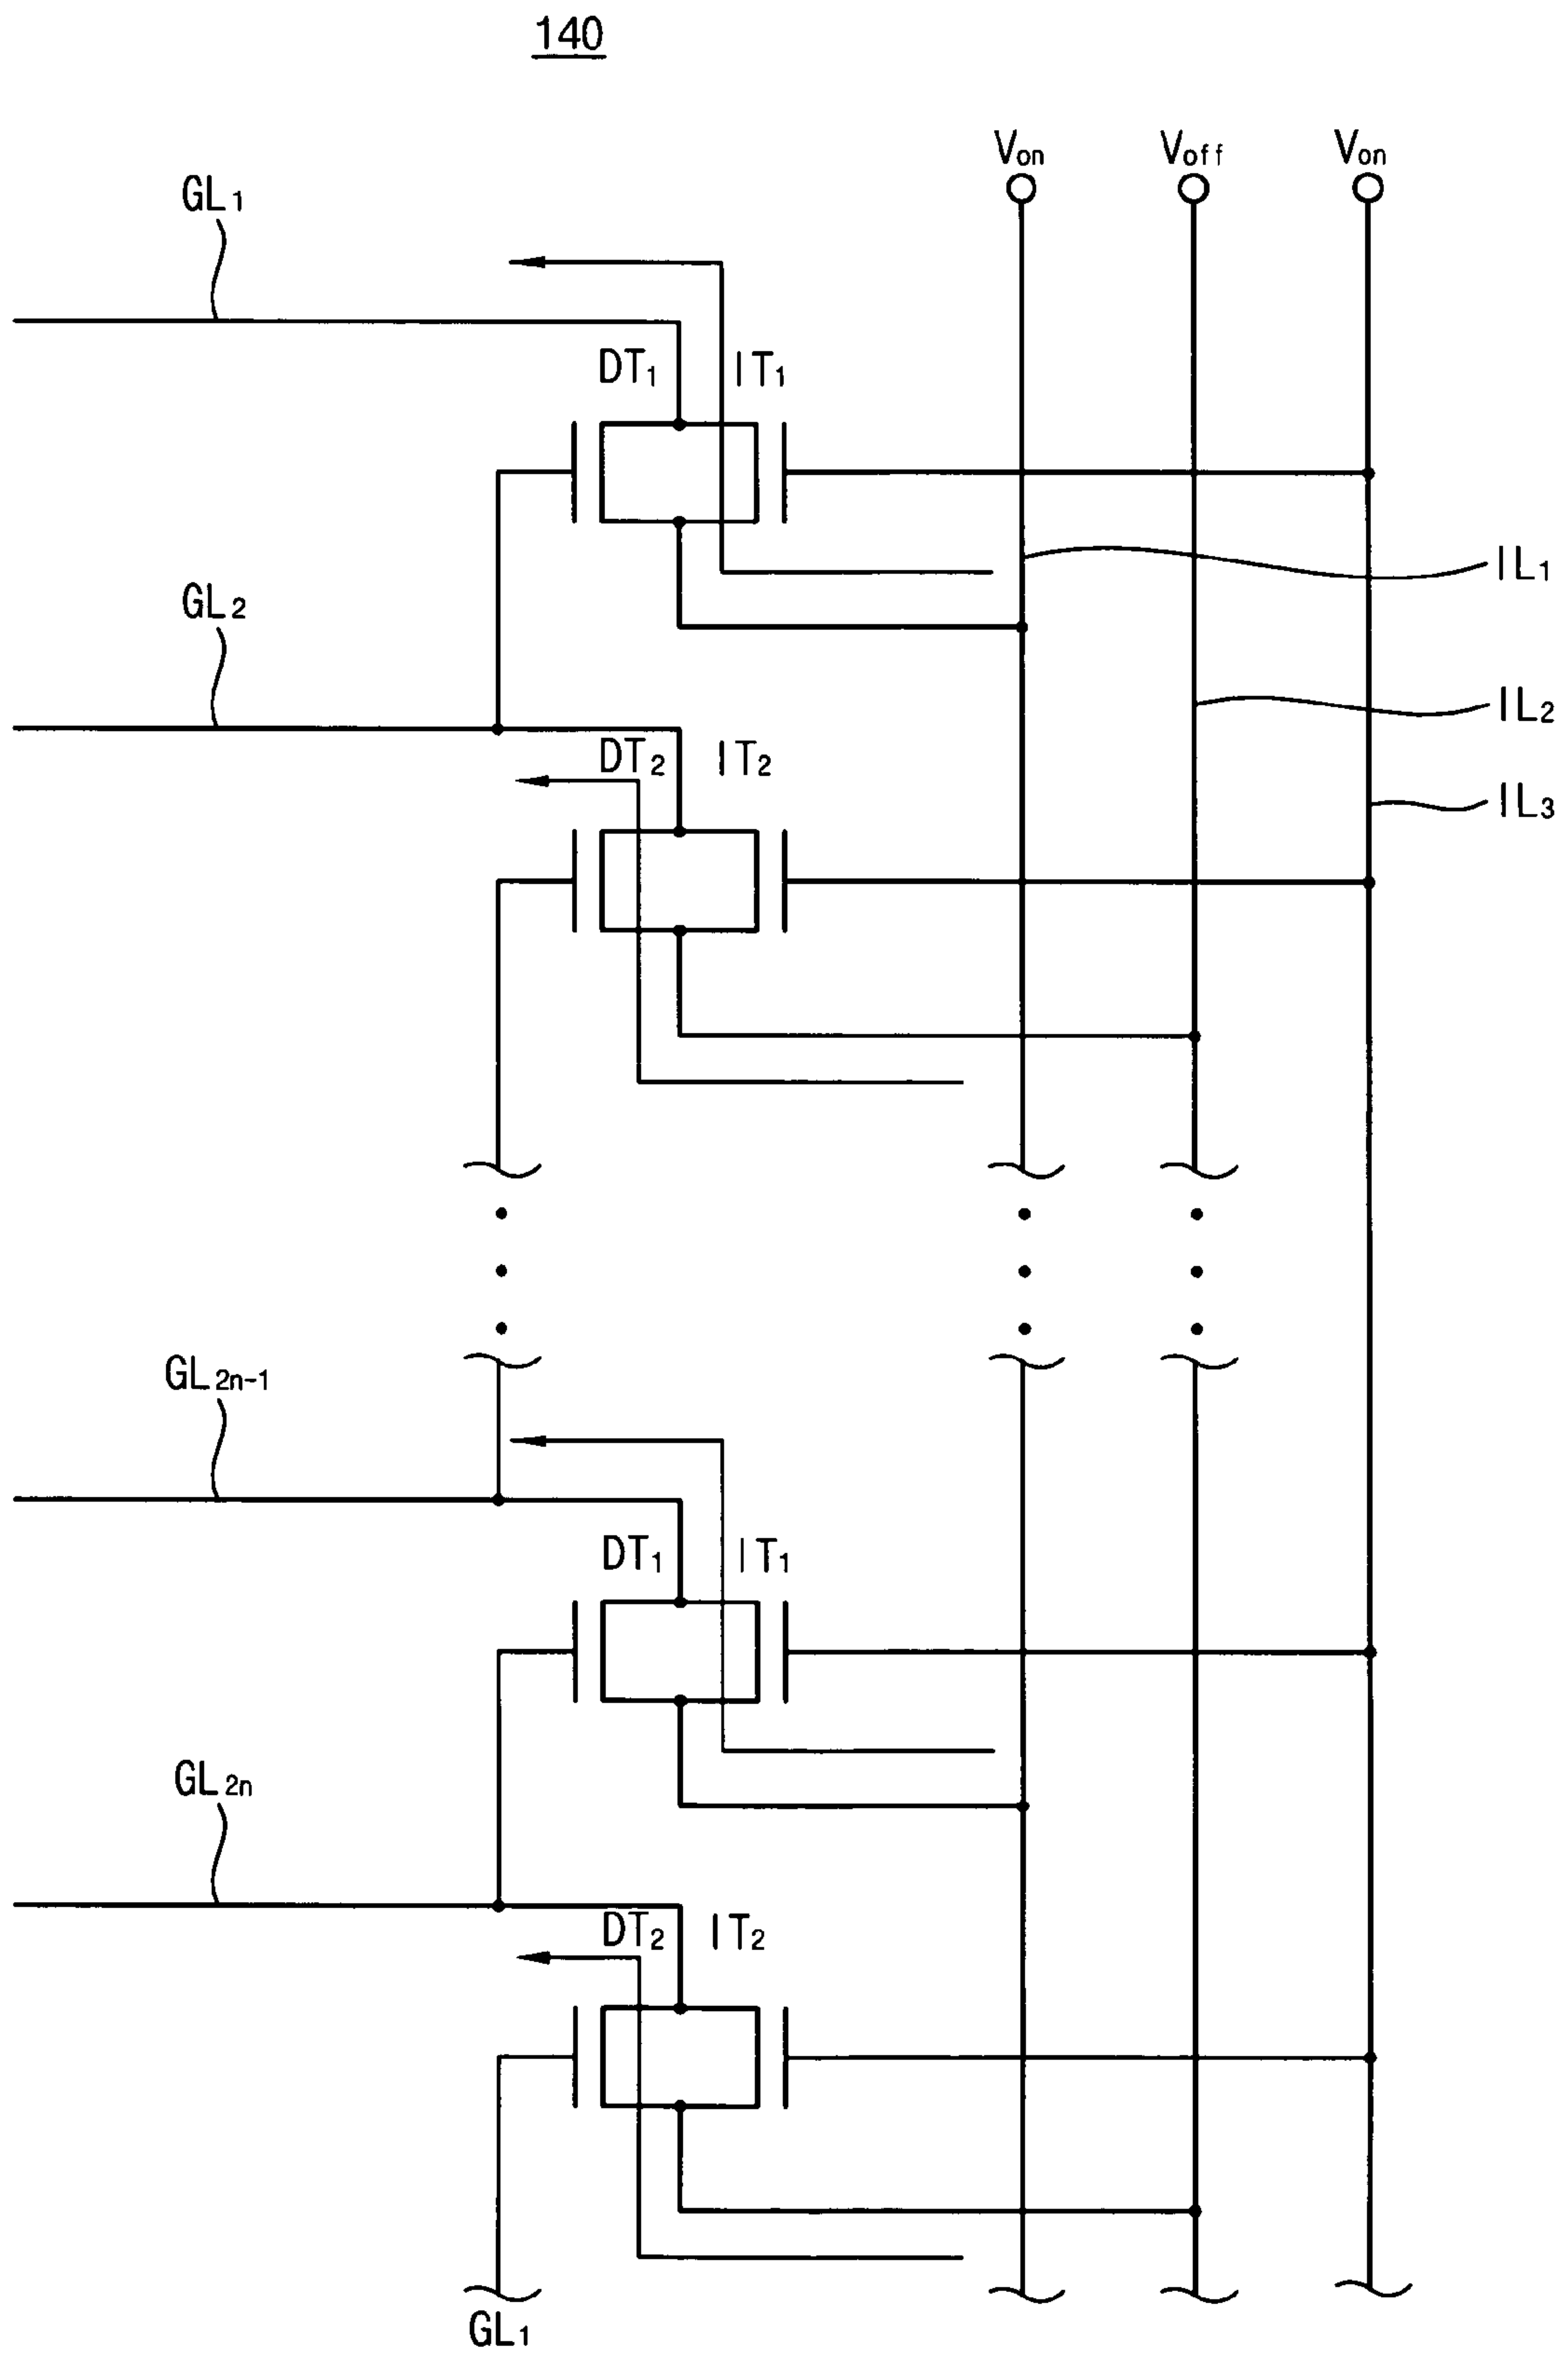 140
Von Voff Von
GL1
DT1 IT1
IL1
GL2
IL2
DT2 IT2
IL3
GL2n-1
DT1 IT1
GL2n
DT2 IT2
GL1